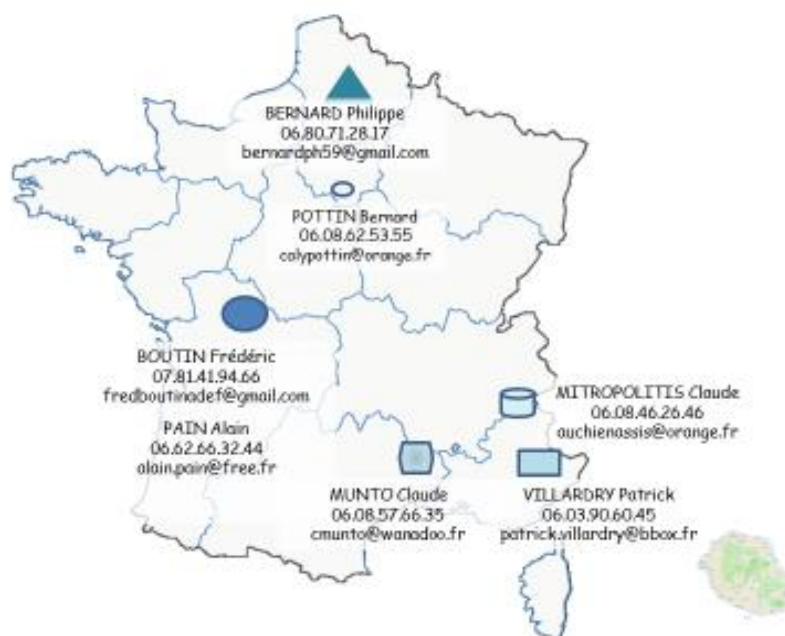 BERNARD Philippe
06.80.71.28.17
bernardph59@gmail.com
POTTIN Bernard
06.08.62.53.55
calypottin@orange.fr
BOUTIN Frédéric
07.81.41.94.66
fredboutinadef@gmail.com
PAIN Alain
06.62.66.32.44
alain.pain@free.fr
MITROPOLITIS Claude
06.08.46.26.46
auchienassis@orange.fr
MUNTO Claude
06.08.57.66.35
cmunto@wanadoo.fr
VILLARDRY Patrick
06.03.90.60.45
patrick.villardry@bbox.fr